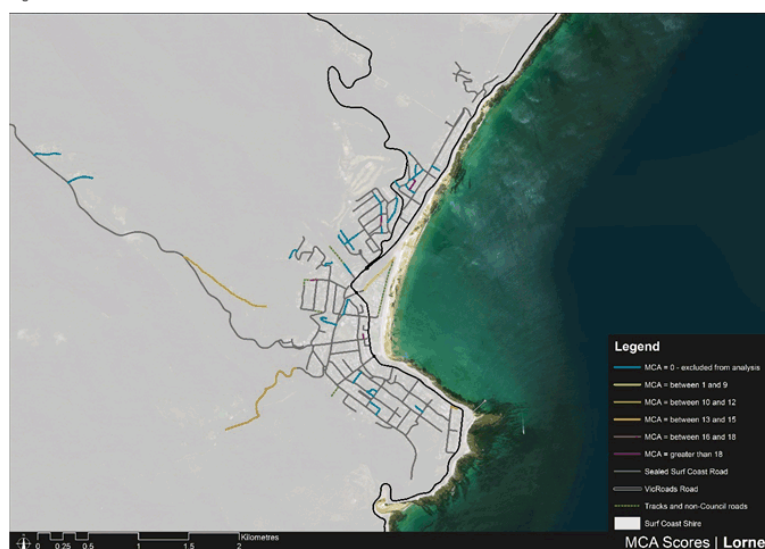 Legend
MCA = 0 - excluded from analysis
MCA = between 1 and 9
MCA = between 10 and 12
MCA = between 13 and 15
MCA = between 16 and 18
MCA = greater than 18
Sealed Surf Coast Road
VicRoads Road
Tracks and non-Council roads
Surf Coast Shire
0 0.25 0.5 1 1.5 2
Kilometres
MCA Scores | Lorne